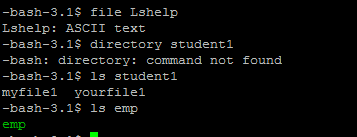 -bash-3.1$ file Lshelp
Lshelp: ASCII text
-bash-3.1$ directory student1
-bash: directory: command not found
-bash-3.1$ ls student1
myfile1  yourfile1
-bash-3.1$ ls emp
emp
-bash-3.1$